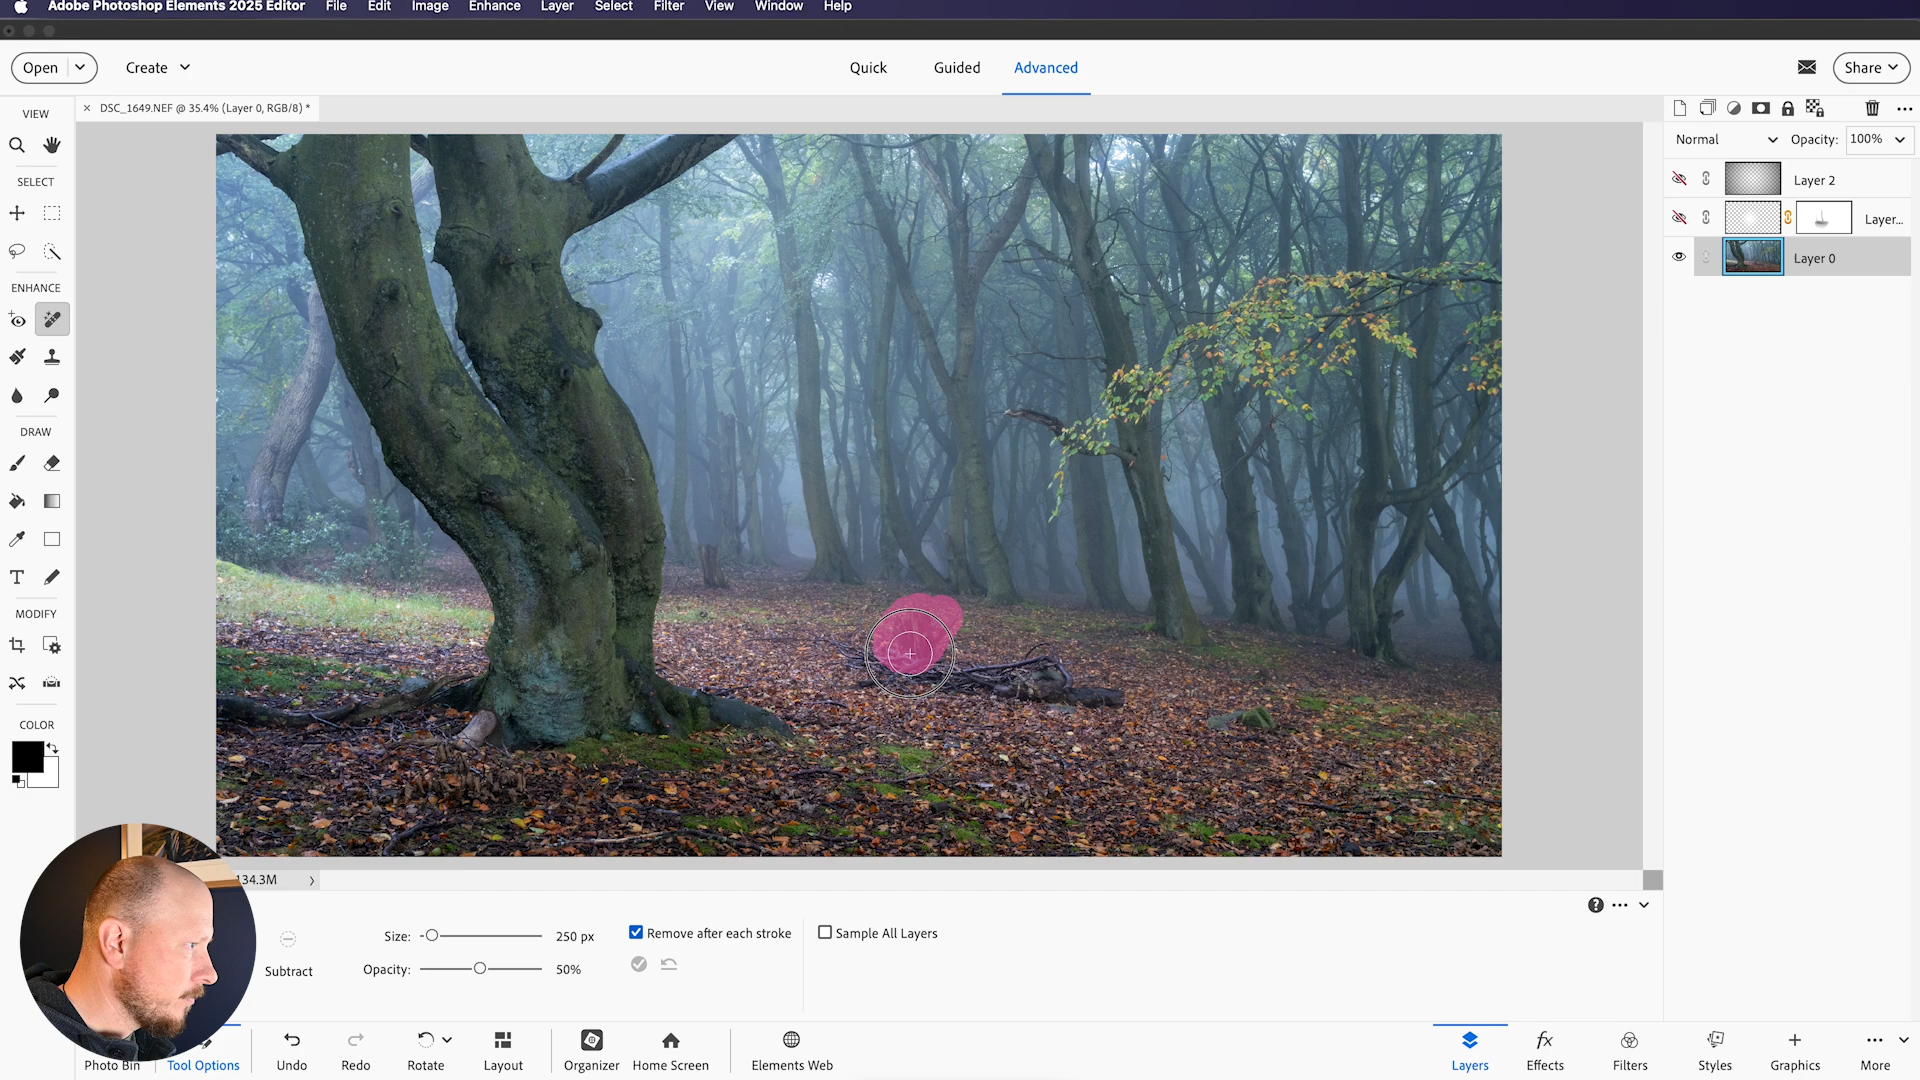 Adobe Photoshop Elements 2025 Editor File Edit Image Enhance Layer Select Filter View Window Help
Open Create Quick Guided Advanced Share
VIEW
× DSC_1649.NEF @ 35.4% (Layer 0, RGB/8) *
Normal Opacity: 100%
SELECT
Layer 2
Layer...
Layer 0
ENHANCE
DRAW
T
MODIFY
COLOR
134.3M
Size: 250 px
Remove after each stroke
Sample All Layers
Subtract
Opacity: 50%
Photo Bin
Tool Options
Undo
Redo
Rotate
Layout
Organizer
Home Screen
Elements Web
Layers
fx
Effects
Filters
Styles
Graphics
More